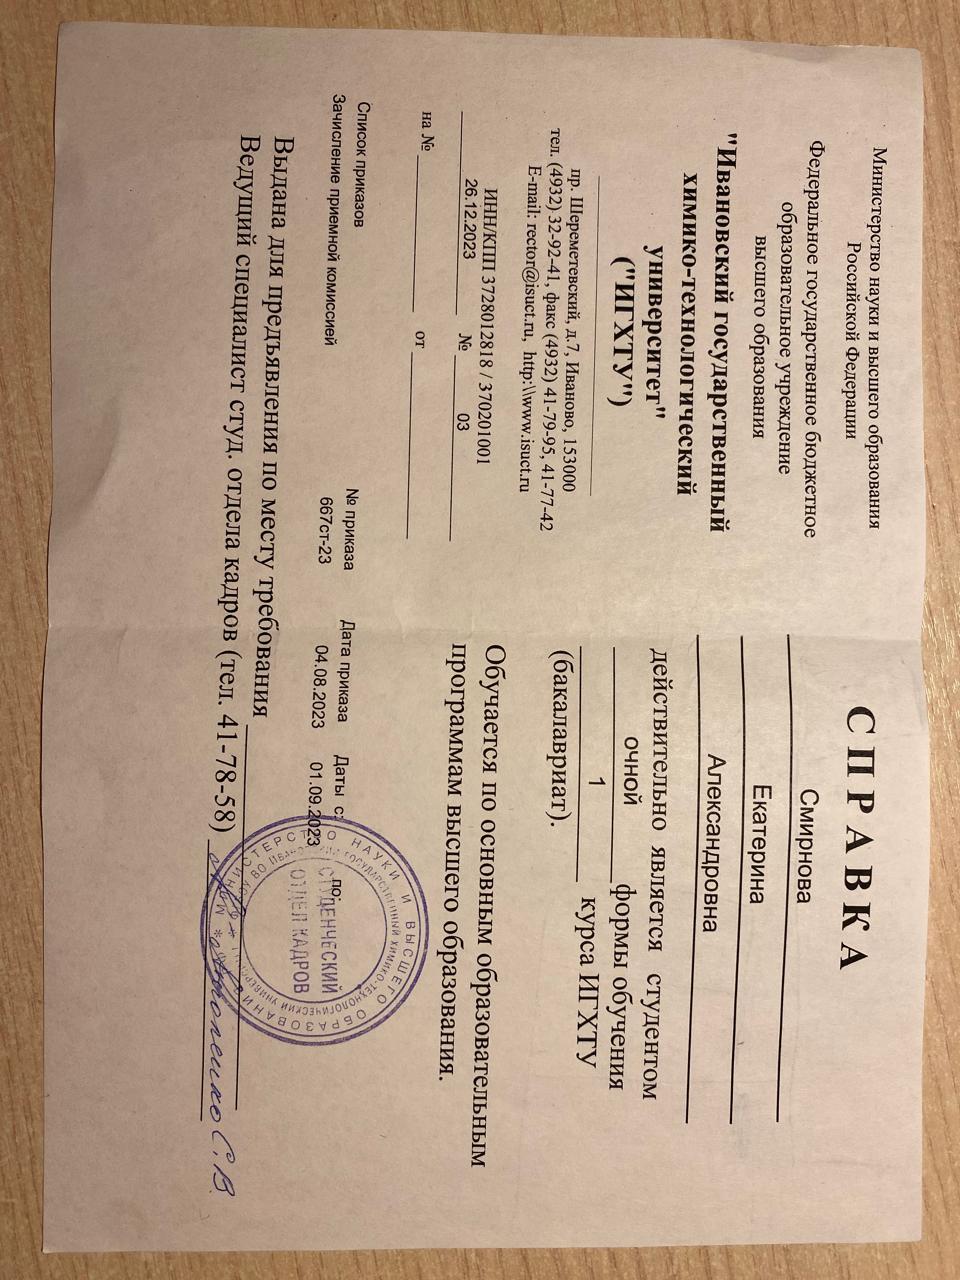 Министерство науки и высшего образования
Российской Федерации
Федеральное государственное бюджетное
образовательное учреждение
высшего образования
"Ивановский государственный
химико-технологический
университет"
("ИГХТУ")
пр. Шереметевский, д.7, Иваново, 153000
тел. (4932) 32-92-41, факс (4932) 41-79-95, 41-77-42
E-mail: rector@isuct.ru, http:\\www.isuct.ru
ИНН/КПП 3728012818 / 370201001
26.12.2023 № 03
на № от
СПРАВКА
Смирнова
Екатерина
Александровна
действительно является студентом
очной формы обучения
1 курса ИГХТУ
(бакалавриат).
Обучается по основным образовательным
программам высшего образования.
Список приказов № приказа Дата приказа Даты с: по:
Зачисление приемной комиссией 667ст-23 04.08.2023 01.09.2023
Выдана для предъявления по месту требования
Ведущий специалист студ. отдела кадров (тел. 41-78-58)
С.В.
СТУДЕНЧЕСКИЙ
ОТДЕЛ КАДРОВ